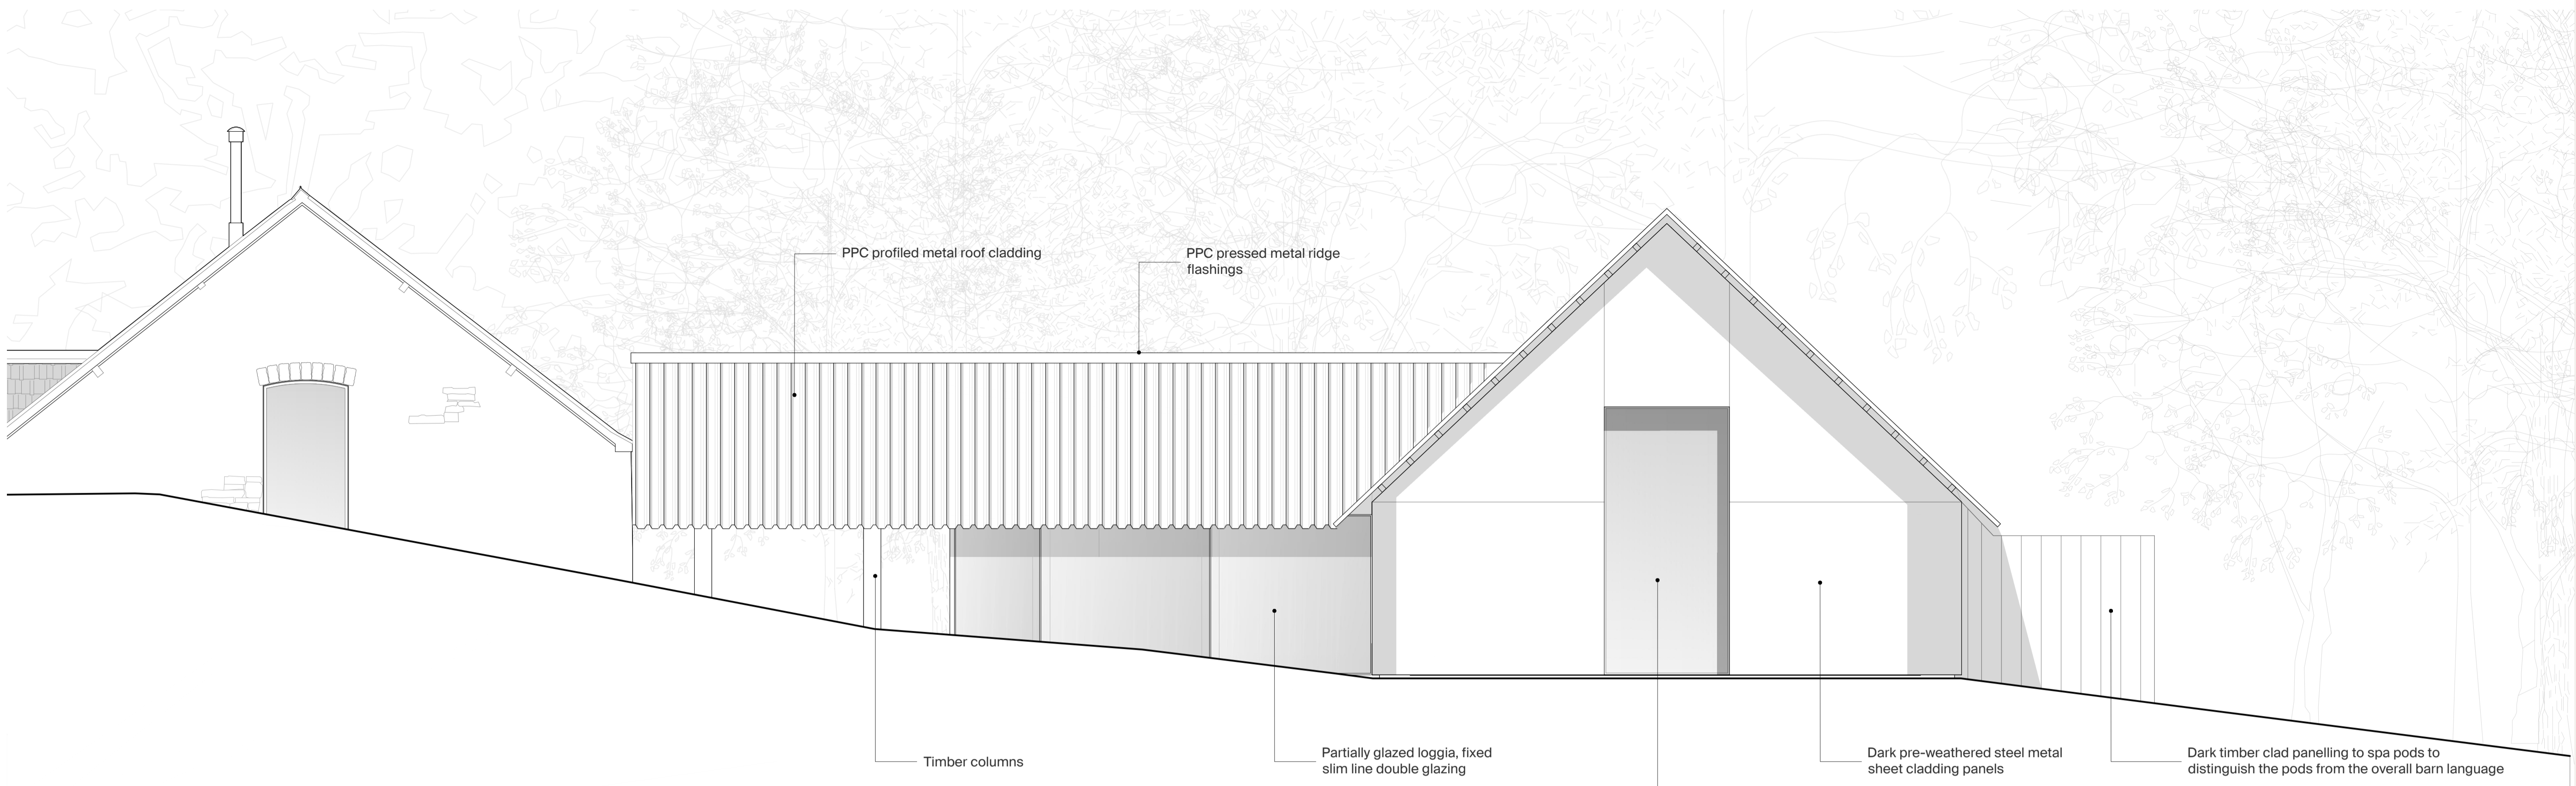 PPC profiled metal roof cladding
PPC pressed metal ridge
flashings
Timber columns
Partially glazed loggia, fixed
slim line double glazing
Dark pre-weathered steel metal
sheet cladding panels
Dark timber clad panelling to spa pods to
distinguish the pods from the overall barn language